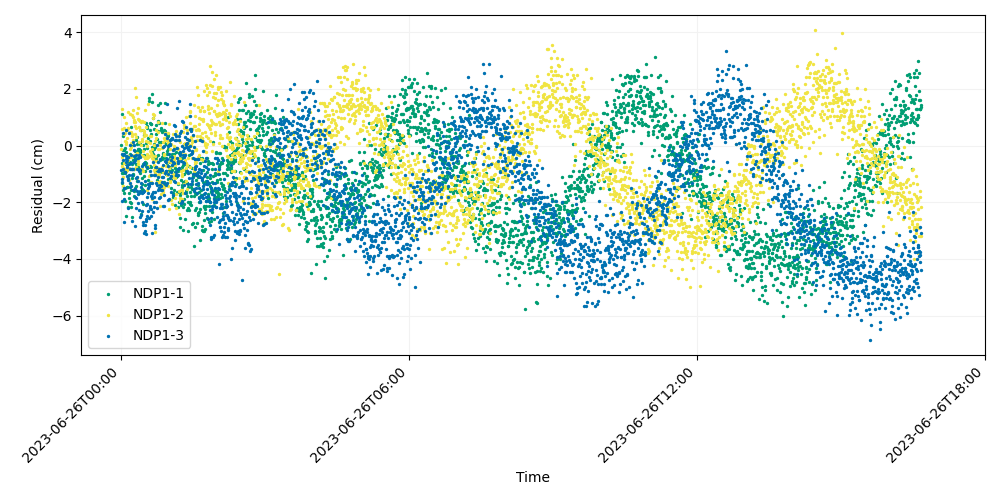 4
2
0
−2
−4
−6
Residual (cm)
NDP1-1
NDP1-2
NDP1-3
2023-06-26T00:00
2023-06-26T06:00
2023-06-26T12:00
2023-06-26T18:00
Time